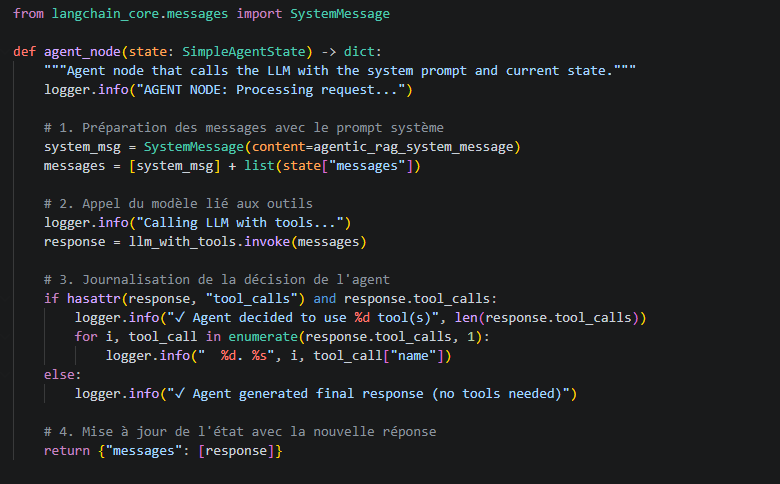 from langchain_core.messages import SystemMessage
def agent_node(state: SimpleAgentState) -> dict:
    """Agent node that calls the LLM with the system prompt and current state."""
    logger.info("AGENT NODE: Processing request...")
    # 1. Préparation des messages avec le prompt système
    system_msg = SystemMessage(content=agentic_rag_system_message)
    messages = [system_msg] + list(state["messages"])
    # 2. Appel du modèle lié aux outils
    logger.info("Calling LLM with tools...")
    response = llm_with_tools.invoke(messages)
    # 3. Journalisation de la décision de l'agent
    if hasattr(response, "tool_calls") and response.tool_calls:
        logger.info("✓ Agent decided to use %d tool(s)", len(response.tool_calls))
        for i, tool_call in enumerate(response.tool_calls, 1):
            logger.info("  %d. %s", i, tool_call["name"])
    else:
        logger.info("✓ Agent generated final response (no tools needed)")
    # 4. Mise à jour de l'état avec la nouvelle réponse
    return {"messages": [response]}